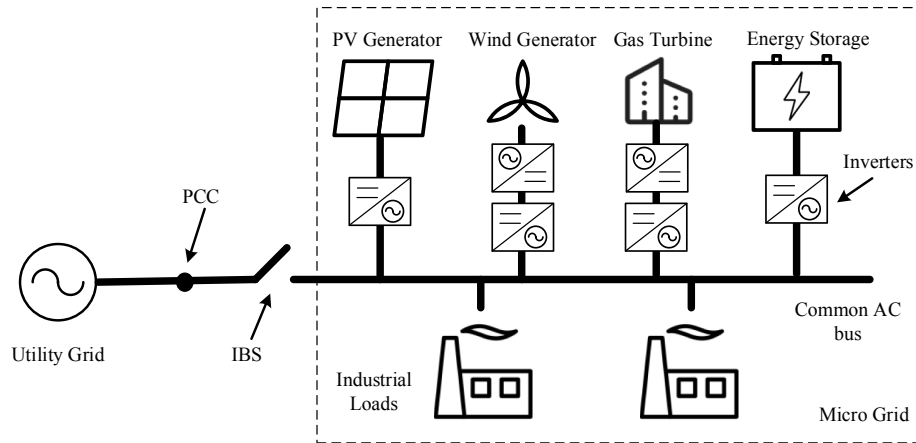 PV Generator
Wind Generator
Gas Turbine
Energy Storage
Inverters
PCC
Utility Grid
IBS
Common AC
bus
Industrial
Loads
Micro Grid